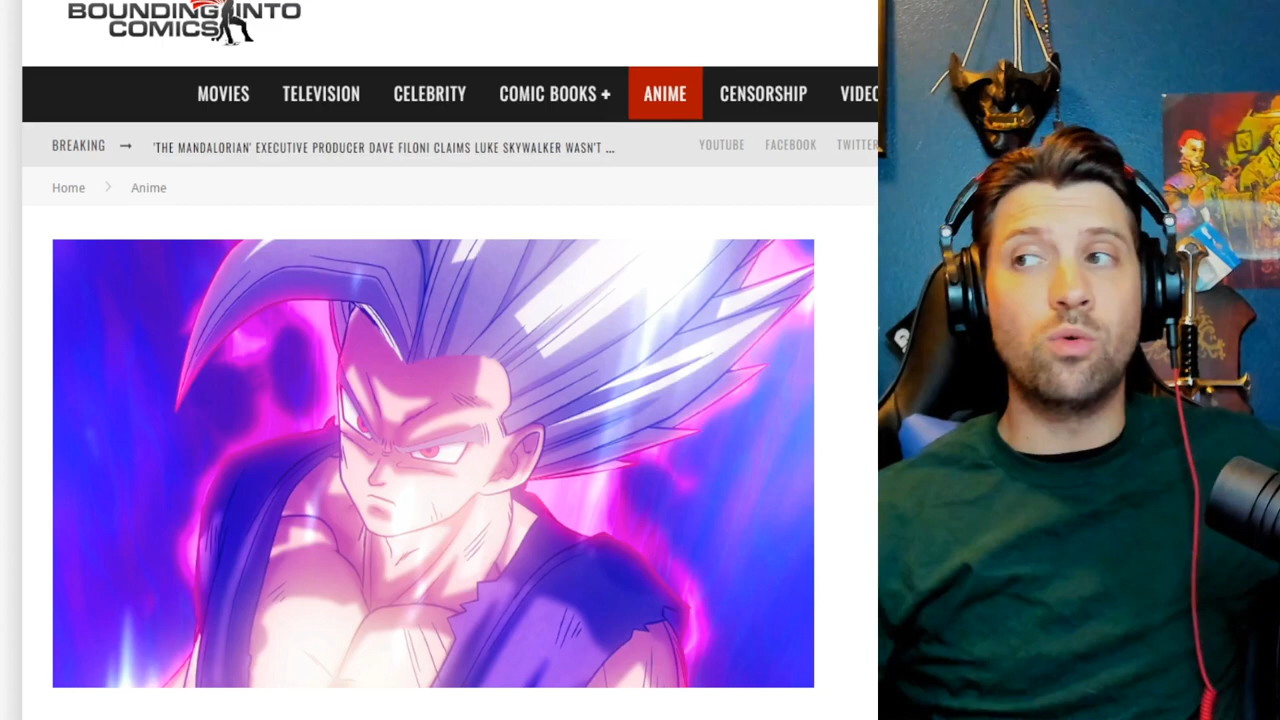 BOUNDING INTO
COMICS
MOVIES TELEVISION CELEBRITY COMIC BOOKS + ANIME CENSORSHIP VIDEO
BREAKING → 'THE MANDALORIAN' EXECUTIVE PRODUCER DAVE FILONI CLAIMS LUKE SKYWALKER WASN'T ... YOUTUBE FACEBOOK TWITTER
Home > Anime